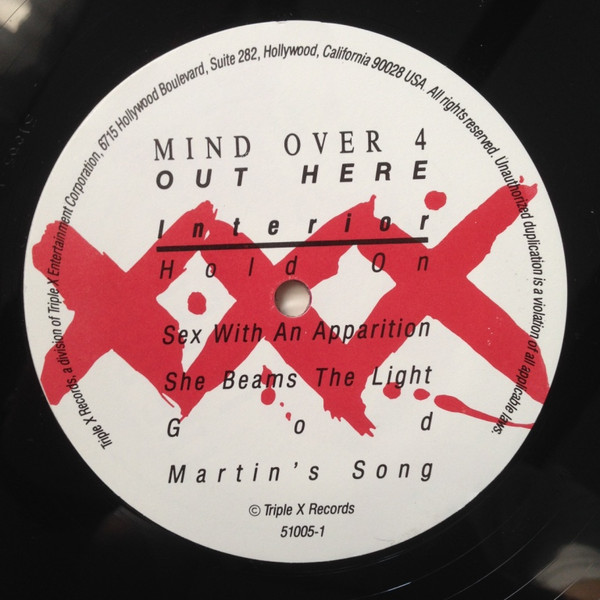 MIND OVER 4
OUT HERE
Interior
Hold On
Sex With An Apparition
She Beams The Light
God
Martin's Song
© Triple X Records
51005-1
Triple X Records, a division of Triple X Entertainment Corporation, 6715 Hollywood Boulevard, Suite 282, Hollywood, California 90028 USA. All rights reserved. Unauthorized duplication is a violation of all applicable laws.